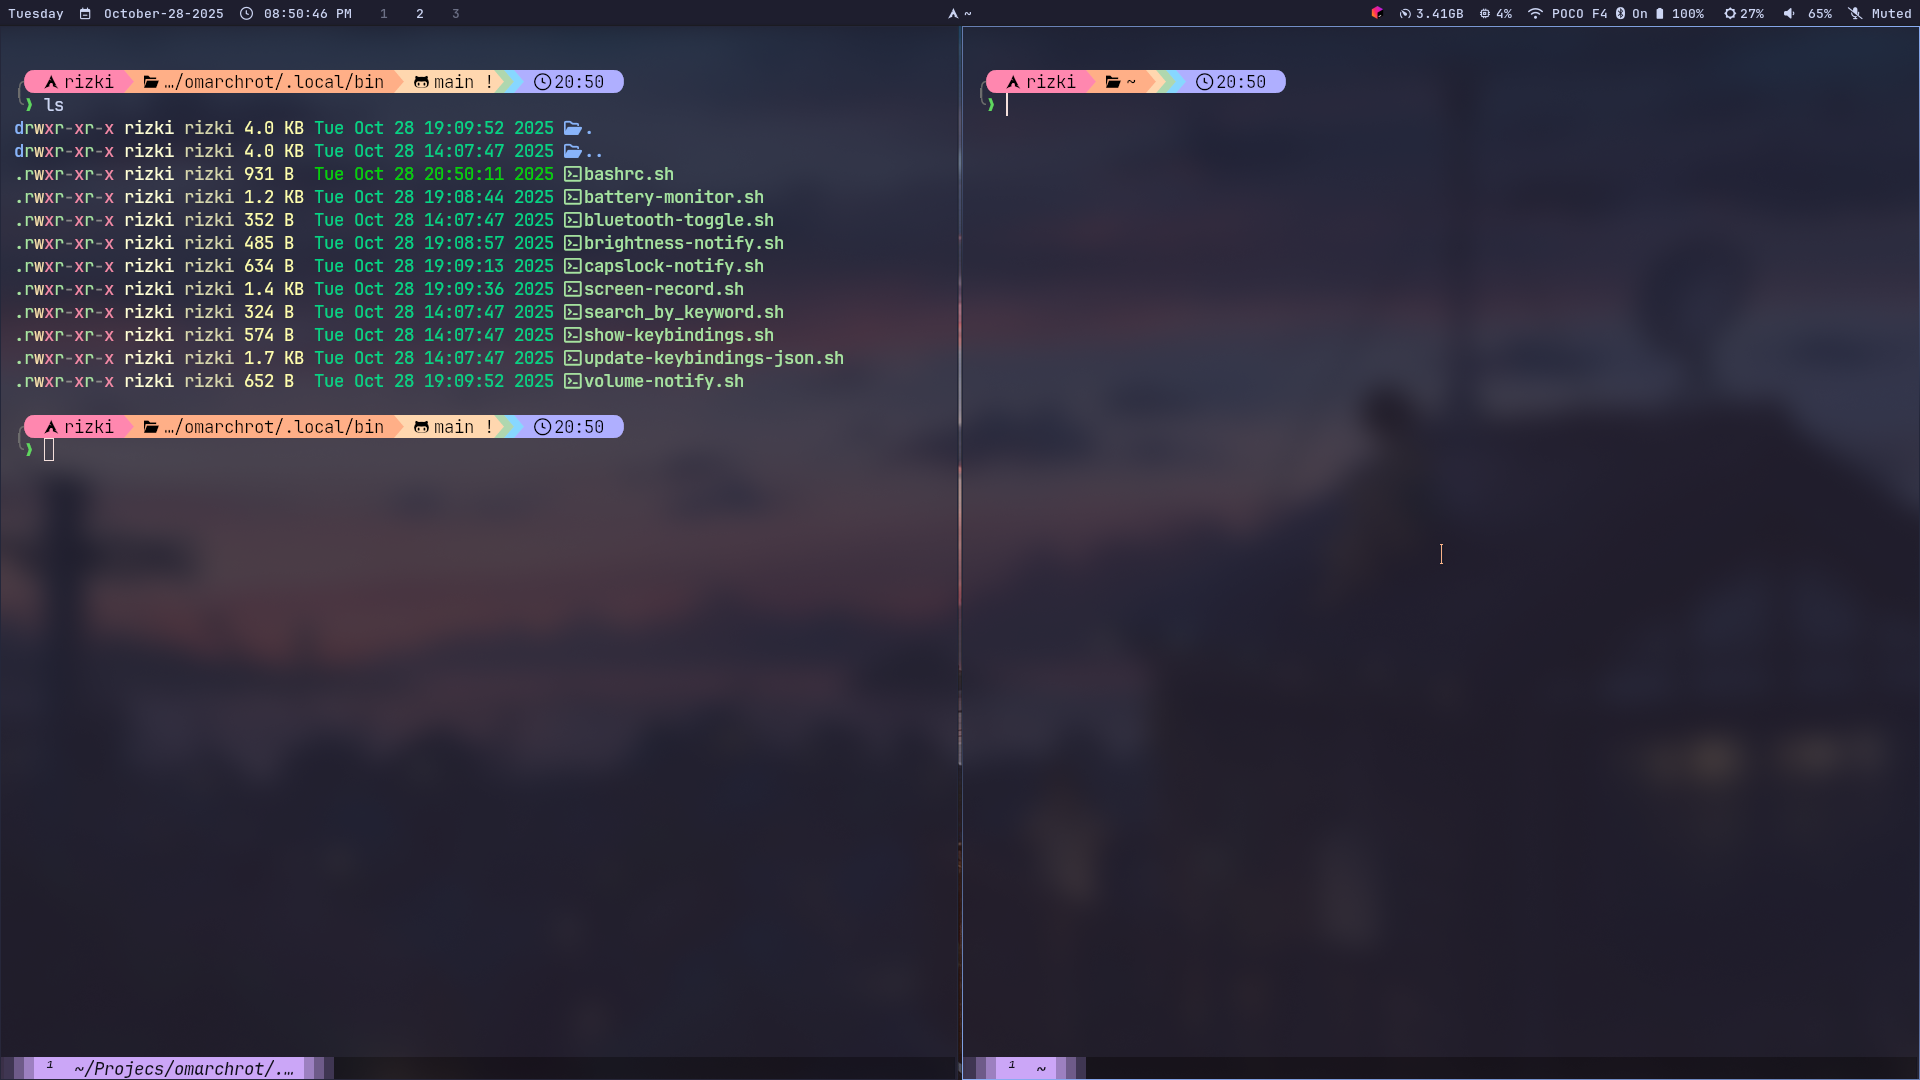 Tuesday October-28-2025 08:50:46 PM 1 2 3
~
3.41GB 4% POCO F4 On 100% 27% 65% Muted
rizki …/omarchrot/.local/bin main ! 20:50
❱ ls
drwxr-xr-x rizki rizki 4.0 KB Tue Oct 28 19:09:52 2025 .
drwxr-xr-x rizki rizki 4.0 KB Tue Oct 28 14:07:47 2025 ..
.rwxr-xr-x rizki rizki 931 B Tue Oct 28 20:50:11 2025 bashrc.sh
.rwxr-xr-x rizki rizki 1.2 KB Tue Oct 28 19:08:44 2025 battery-monitor.sh
.rwxr-xr-x rizki rizki 352 B Tue Oct 28 14:07:47 2025 bluetooth-toggle.sh
.rwxr-xr-x rizki rizki 485 B Tue Oct 28 19:08:57 2025 brightness-notify.sh
.rwxr-xr-x rizki rizki 634 B Tue Oct 28 19:09:13 2025 capslock-notify.sh
.rwxr-xr-x rizki rizki 1.4 KB Tue Oct 28 19:09:36 2025 screen-record.sh
.rwxr-xr-x rizki rizki 324 B Tue Oct 28 14:07:47 2025 search_by_keyword.sh
.rwxr-xr-x rizki rizki 574 B Tue Oct 28 14:07:47 2025 show-keybindings.sh
.rwxr-xr-x rizki rizki 1.7 KB Tue Oct 28 14:07:47 2025 update-keybindings-json.sh
.rwxr-xr-x rizki rizki 652 B Tue Oct 28 19:09:52 2025 volume-notify.sh
rizki …/omarchrot/.local/bin main ! 20:50
❱
1 ~/Projecs/omarchrot/.…
rizki ~ 20:50
❱
1 ~